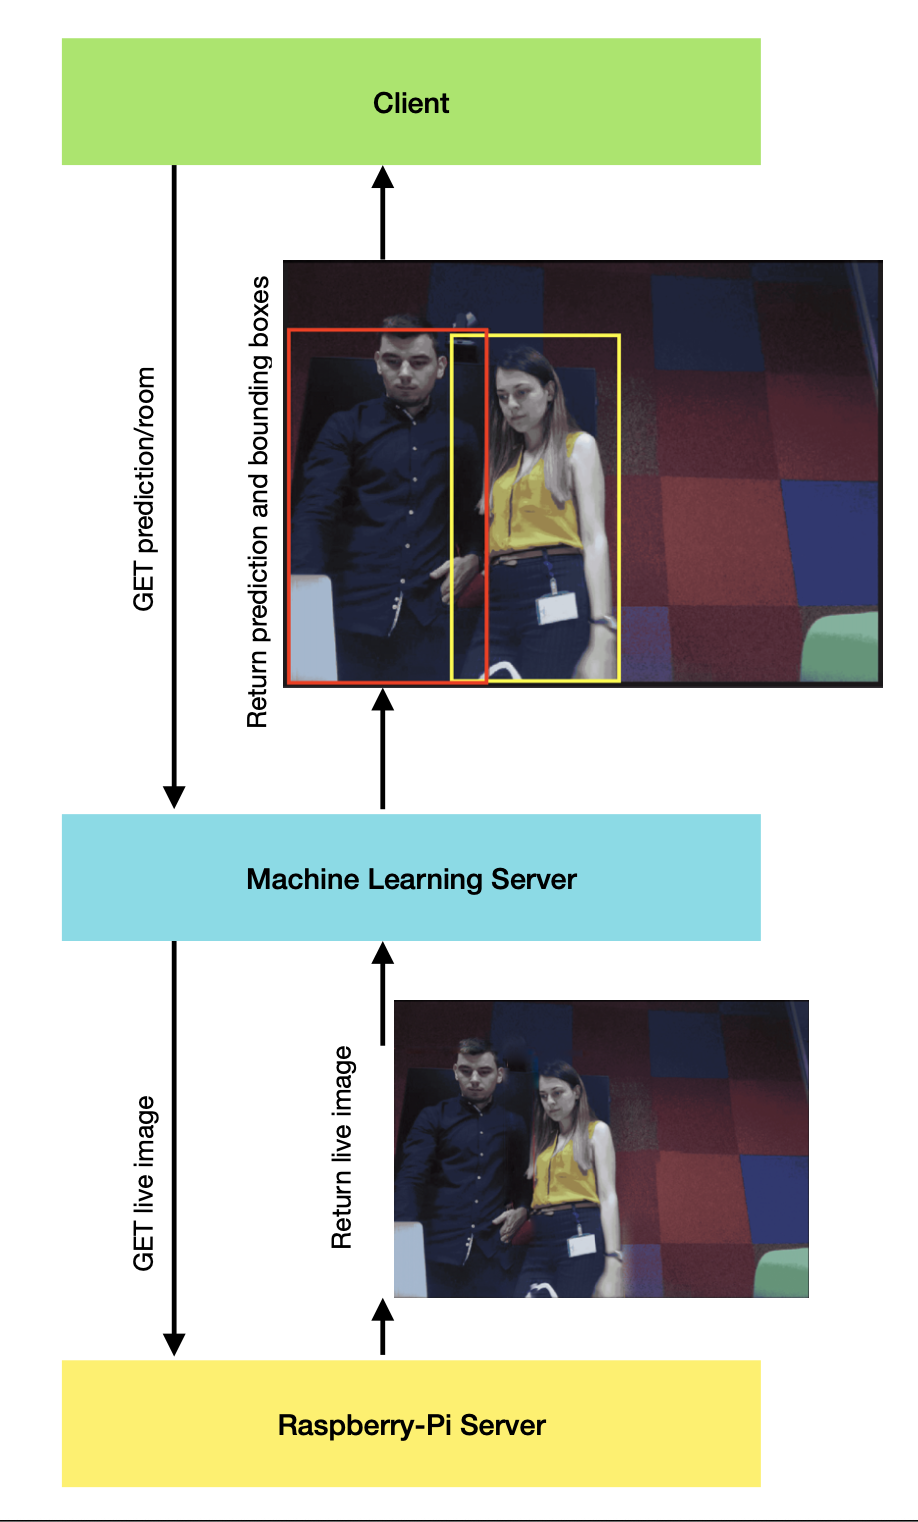 Client
GET prediction/room
Return prediction and bounding boxes
Machine Learning Server
GET live image
Return live image
Raspberry-Pi Server